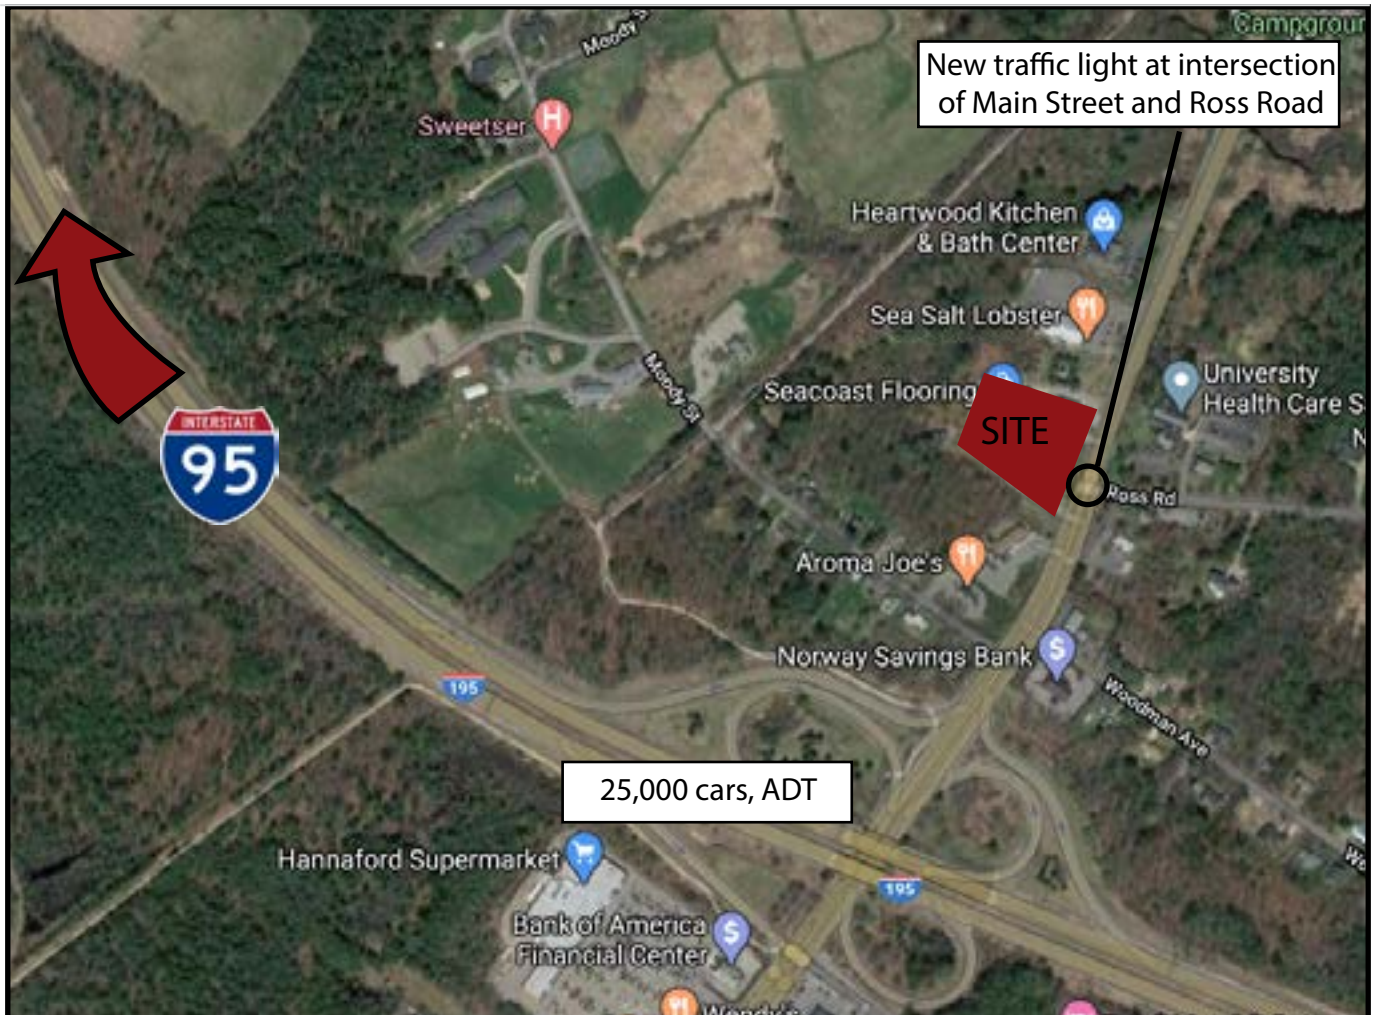 Campgrour
Moody S
New traffic light at intersection
of Main Street and Ross Road
Sweetser
H
Heartwood Kitchen
& Bath Center
Sea Salt Lobster
Moody St
Seacoast Flooring
University
Health Care S
N
SITE
INTERSTATE
95
Ross Rd
Aroma Joe's
Norway Savings Bank
$
195
Woodman Ave
25,000 cars, ADT
Hannaford Supermarket
Wo
195
Bank of America
Financial Center
$
Wendy's